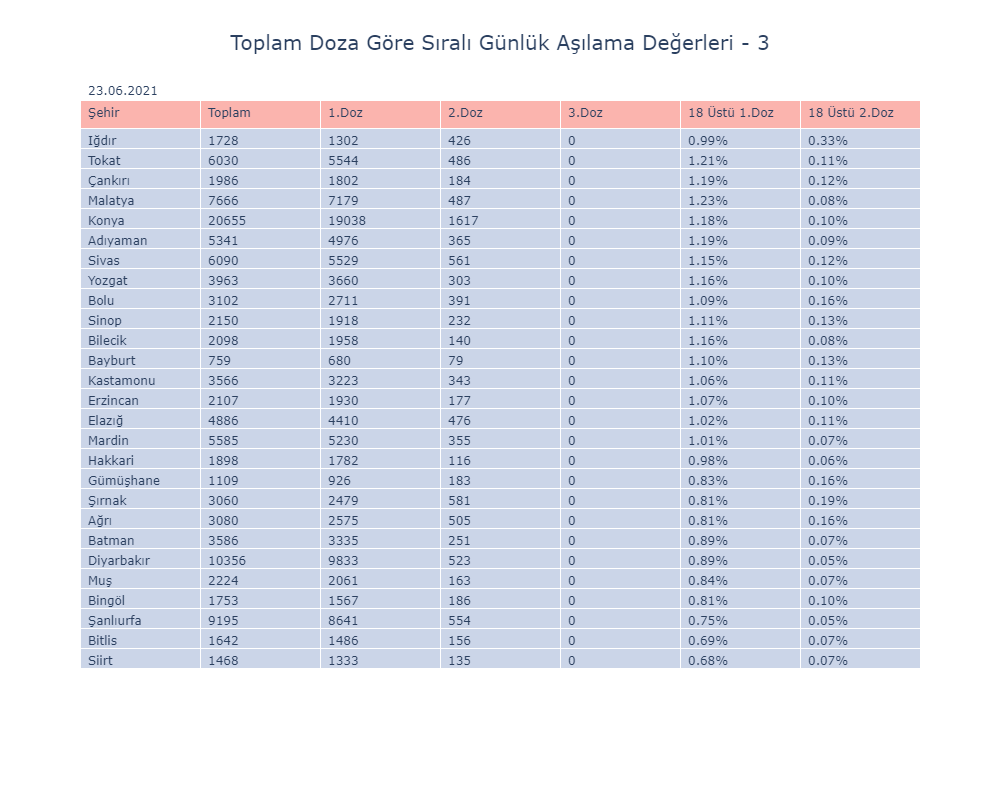 Toplam Doza Göre Sıralı Günlük Aşılama Değerleri - 3
23.06.2021
Şehir Toplam 1.Doz 2.Doz 3.Doz 18 Üstü 1.Doz 18 Üstü 2.Doz
Iğdır 1728 1302 426 0 0.99% 0.33%
Tokat 6030 5544 486 0 1.21% 0.11%
Çankırı 1986 1802 184 0 1.19% 0.12%
Malatya 7666 7179 487 0 1.23% 0.08%
Konya 20655 19038 1617 0 1.18% 0.10%
Adıyaman 5341 4976 365 0 1.19% 0.09%
Sivas 6090 5529 561 0 1.15% 0.12%
Yozgat 3963 3660 303 0 1.16% 0.10%
Bolu 3102 2711 391 0 1.09% 0.16%
Sinop 2150 1918 232 0 1.11% 0.13%
Bilecik 2098 1958 140 0 1.16% 0.08%
Bayburt 759 680 79 0 1.10% 0.13%
Kastamonu 3566 3223 343 0 1.06% 0.11%
Erzincan 2107 1930 177 0 1.07% 0.10%
Elazığ 4886 4410 476 0 1.02% 0.11%
Mardin 5585 5230 355 0 1.01% 0.07%
Hakkari 1898 1782 116 0 0.98% 0.06%
Gümüşhane 1109 926 183 0 0.83% 0.16%
Şırnak 3060 2479 581 0 0.81% 0.19%
Ağrı 3080 2575 505 0 0.81% 0.16%
Batman 3586 3335 251 0 0.89% 0.07%
Diyarbakır 10356 9833 523 0 0.89% 0.05%
Muş 2224 2061 163 0 0.84% 0.07%
Bingöl 1753 1567 186 0 0.81% 0.10%
Şanlıurfa 9195 8641 554 0 0.75% 0.05%
Bitlis 1642 1486 156 0 0.69% 0.07%
Siirt 1468 1333 135 0 0.68% 0.07%